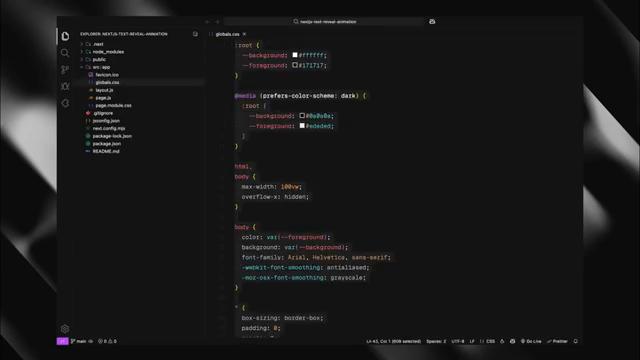 nextjs-text-reveal-animation
EXPLORER: NEXTJS-TEXT-REVEAL-ANIMATION
.next
node_modules
src/app
favicon.ico
globals.css
layout.js
page.js
page.module.css
.gitignore
jsconfig.json
next.config.mjs
package-lock.json
package.json
README.md
globals.css
:root {
--background: #ffffff;
--foreground: #171717;
}
@media (prefers-color-scheme: dark) {
:root {
--background: #0a0a0a;
--foreground: #ededed;
}
}
html,
body {
max-width: 100vw;
overflow-x: hidden;
}
body {
color: var(--foreground);
background: var(--background);
font-family: Arial, Helvetica, sans-serif;
-webkit-font-smoothing: antialiased;
-moz-osx-font-smoothing: grayscale;
}
* {
box-sizing: border-box;
padding: 0;
main 0 0 Ln 43, Col 1 (609 selected) Spaces: 2 UTF-8 LF {} CSS Go Live Prettier